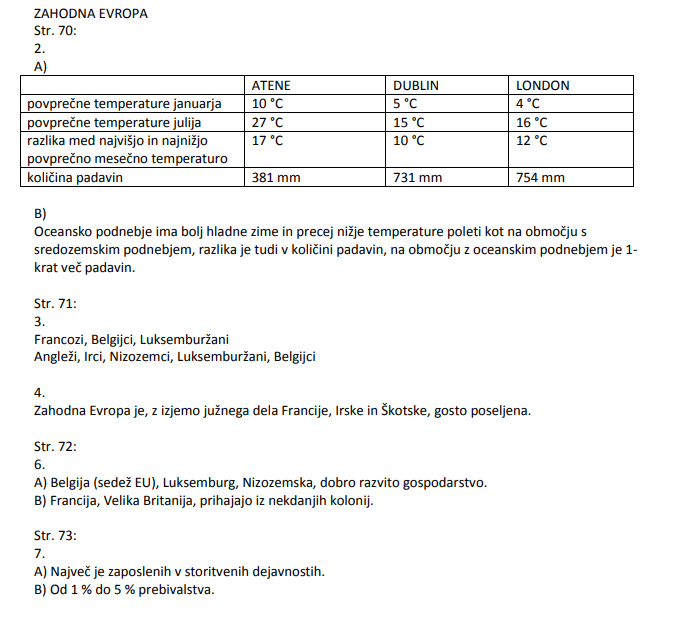 ZAHODNA EVROPA
Str. 70:
2.
A)
ATENE DUBLIN LONDON
povprečne temperature januarja 10 °C 5 °C 4 °C
povprečne temperature julija 27 °C 15 °C 16 °C
razlika med najvišjo in najnižjo 17 °C 10 °C 12 °C
povprečno mesečno temperaturo
količina padavin 381 mm 731 mm 754 mm
B)
Oceansko podnebje ima bolj hladne zime in precej nižje temperature poleti kot na območju s
sredozemskim podnebjem, razlika je tudi v količini padavin, na območju z oceanskim podnebjem je 1-
krat več padavin.
Str. 71:
3.
Francozi, Belgijci, Luksemburžani
Angleži, Irci, Nizozemci, Luksemburžani, Belgijci
4.
Zahodna Evropa je, z izjemo južnega dela Francije, Irske in Škotske, gosto poseljena.
Str. 72:
6.
A) Belgija (sedež EU), Luksemburg, Nizozemska, dobro razvito gospodarstvo.
B) Francija, Velika Britanija, prihajajo iz nekdanjih kolonij.
Str. 73:
7.
A) Največ je zaposlenih v storitvenih dejavnostih.
B) Od 1 % do 5 % prebivalstva.